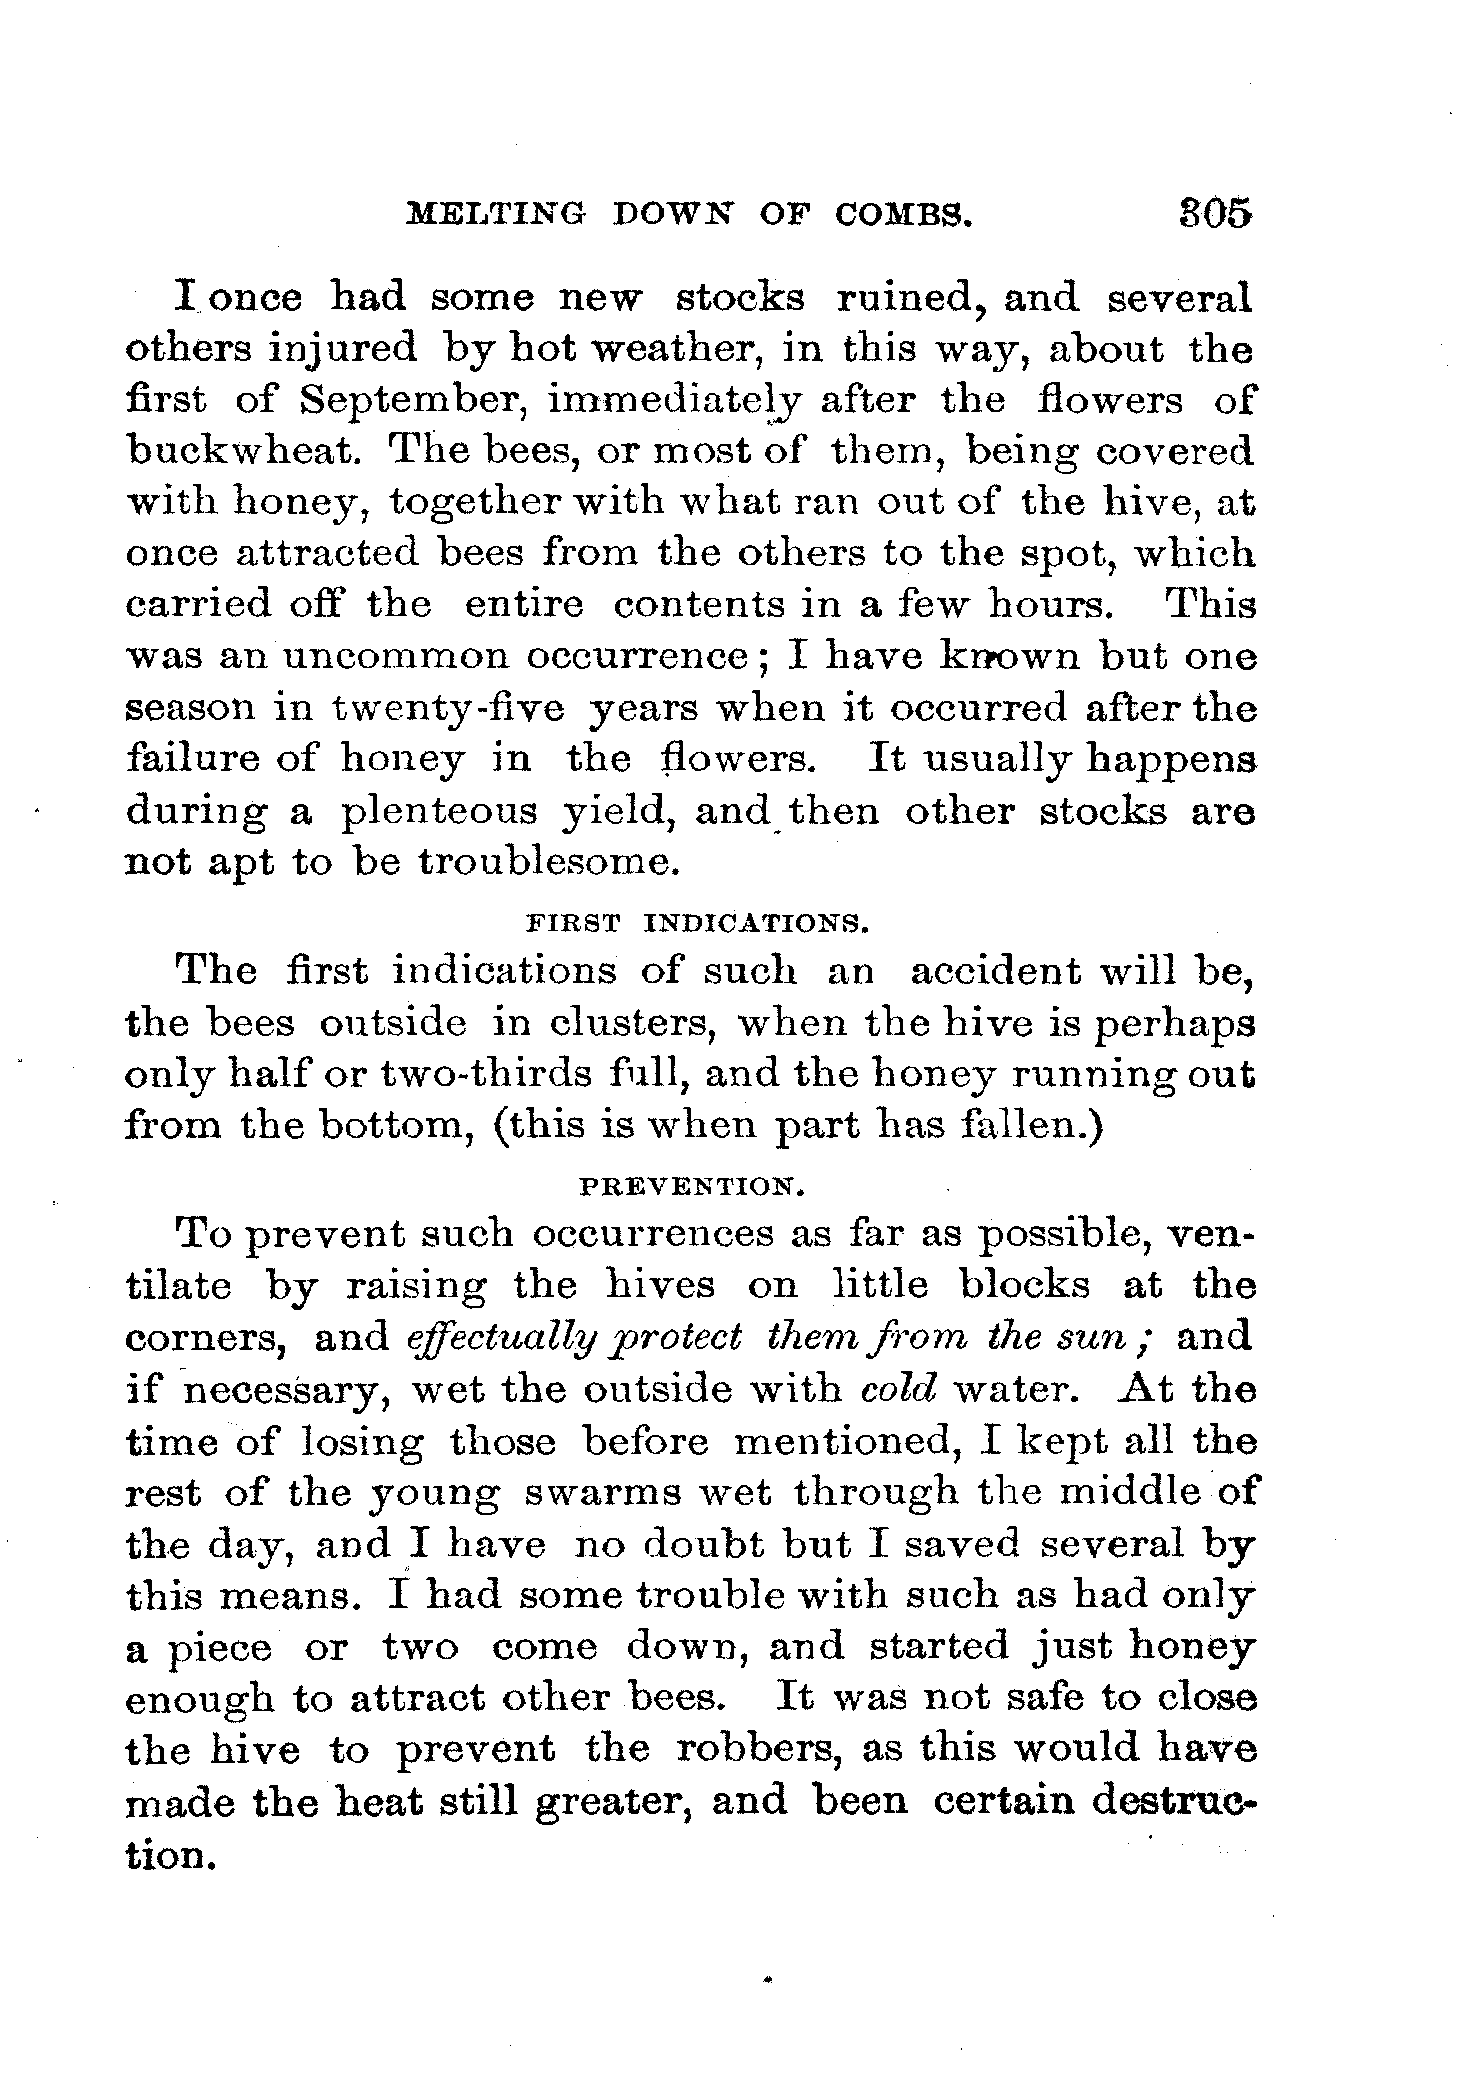 MELTING DOWN OF COMBS. 305
I once had some new stocks ruined, and several
others injured by hot weather, in this way, about the
first of September, immediately after the flowers of
buckwheat. The bees, or most of them, being covered
with honey, together with what ran out of the hive, at
once attracted bees from the others to the spot, which
carried off the entire contents in a few hours. This
was an uncommon occurrence; I have known but one
season in twenty-five years when it occurred after the
failure of honey in the flowers. It usually happens
during a plenteous yield, and then other stocks are
not apt to be troublesome.
FIRST INDICATIONS.
The first indications of such an accident will be,
the bees outside in clusters, when the hive is perhaps
only half or two-thirds full, and the honey running out
from the bottom, (this is when part has fallen.)
PREVENTION.
To prevent such occurrences as far as possible, ven-
tilate by raising the hives on little blocks at the
corners, and effectually protect them from the sun; and
if necessary, wet the outside with cold water. At the
time of losing those before mentioned, I kept all the
rest of the young swarms wet through the middle of
the day, and I have no doubt but I saved several by
this means. I had some trouble with such as had only
a piece or two come down, and started just honey
enough to attract other bees. It was not safe to close
the hive to prevent the robbers, as this would have
made the heat still greater, and been certain destruc-
tion.